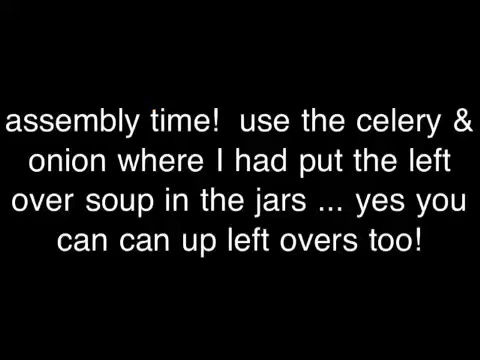 assembly time!  use the celery &
onion where I had put the left
over soup in the jars ... yes you
can can up left overs too!